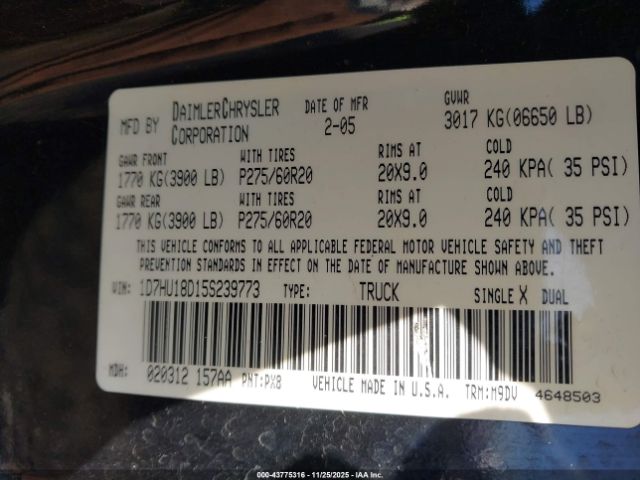 MFD BY DAIMLERCHRYSLER CORPORATION DATE OF MFR 2-05 GVWR 3017 KG(06650 LB)
GAWR FRONT WITH TIRES RIMS AT COLD
1770 KG(3900 LB) P275/60R20 20X9.0 240 KPA( 35 PSI)
GAWR REAR WITH TIRES RIMS AT COLD
1770 KG(3900 LB) P275/60R20 20X9.0 240 KPA( 35 PSI)
THIS VEHICLE CONFORMS TO ALL APPLICABLE FEDERAL MOTOR VEHICLE SAFETY AND THEFT
PREVENTION STANDARDS IN EFFECT ON THE DATE OF MANUFACTURE SHOWN ABOVE.
VIN: 1D7HU18D15S239773 TYPE: TRUCK SINGLE X DUAL
MDH: 020312 157AA PNT:PX8 VEHICLE MADE IN U.S.A. TRM:M9DV 4648503
000-43775316 - 11/25/2025 - IAA Inc.